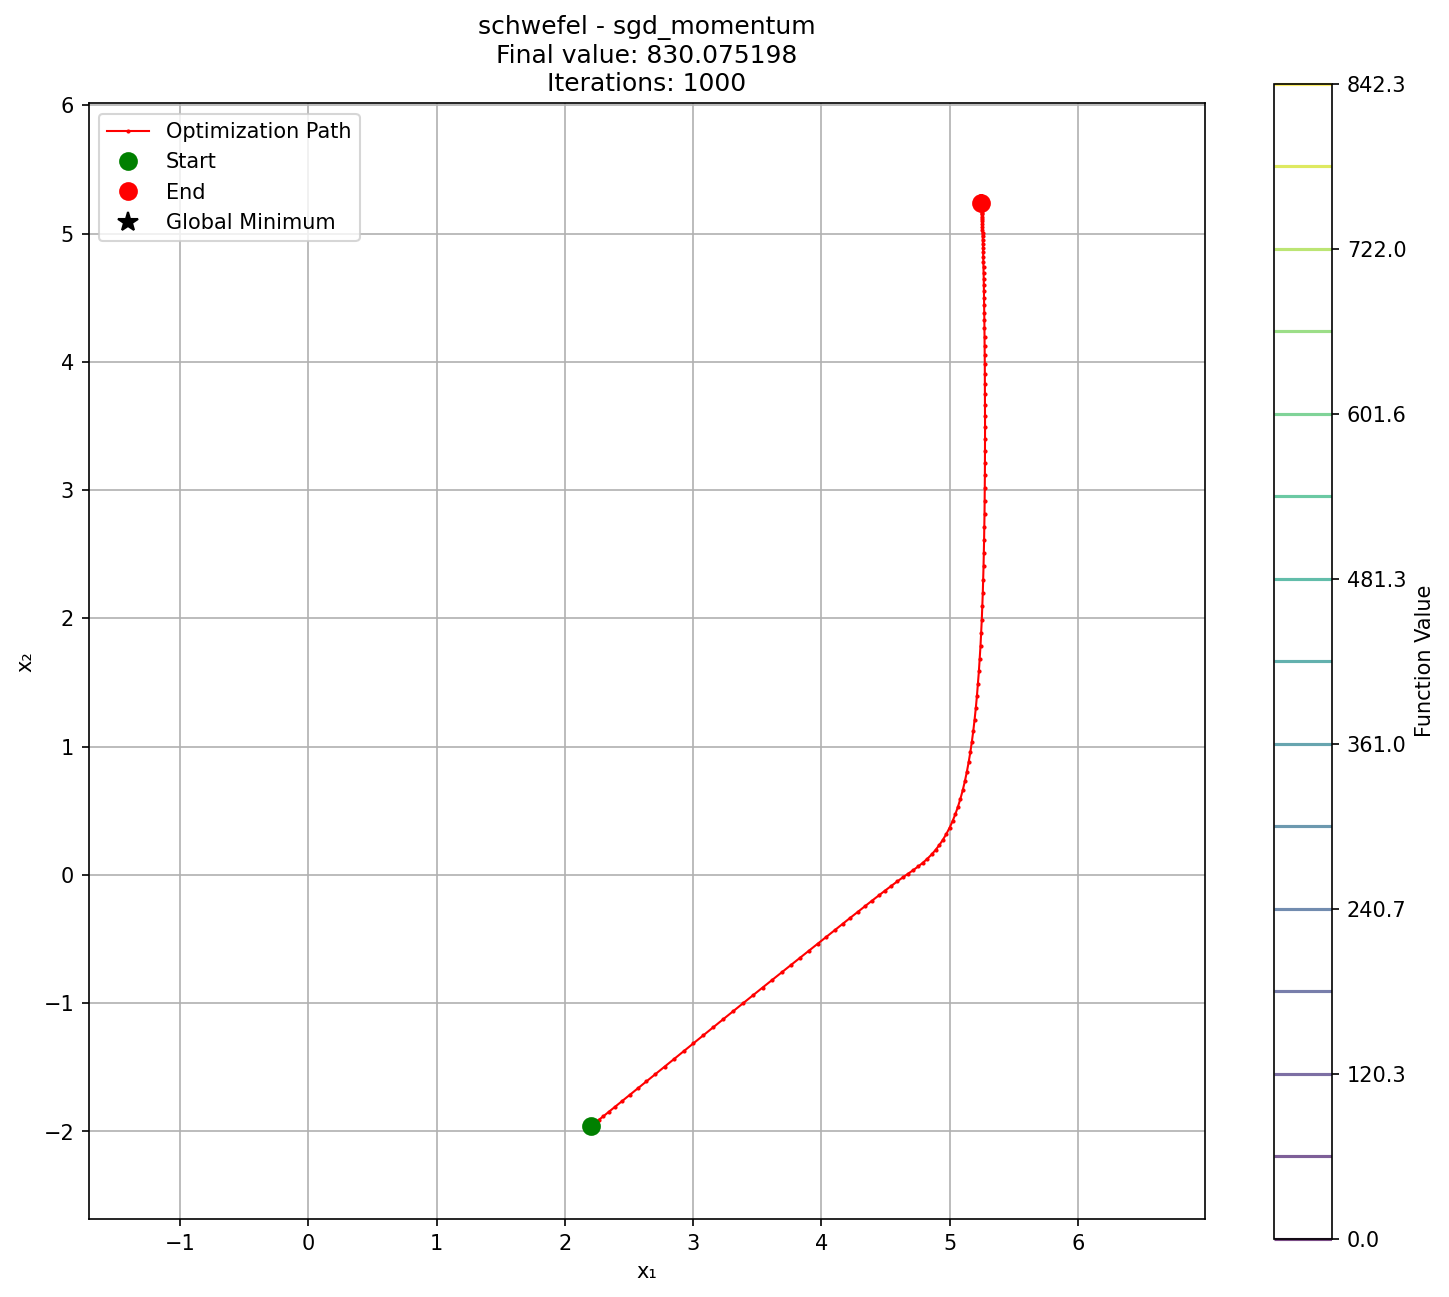 schwefel - sgd_momentum
Final value: 830.075198
Iterations: 1000
Optimization Path
Start
End
Global Minimum
6
5
4
3
2
1
0
−1
−2
x₂
−1
0
1
2
3
4
5
6
x₁
842.3
722.0
601.6
481.3
361.0
240.7
120.3
0.0
Function Value